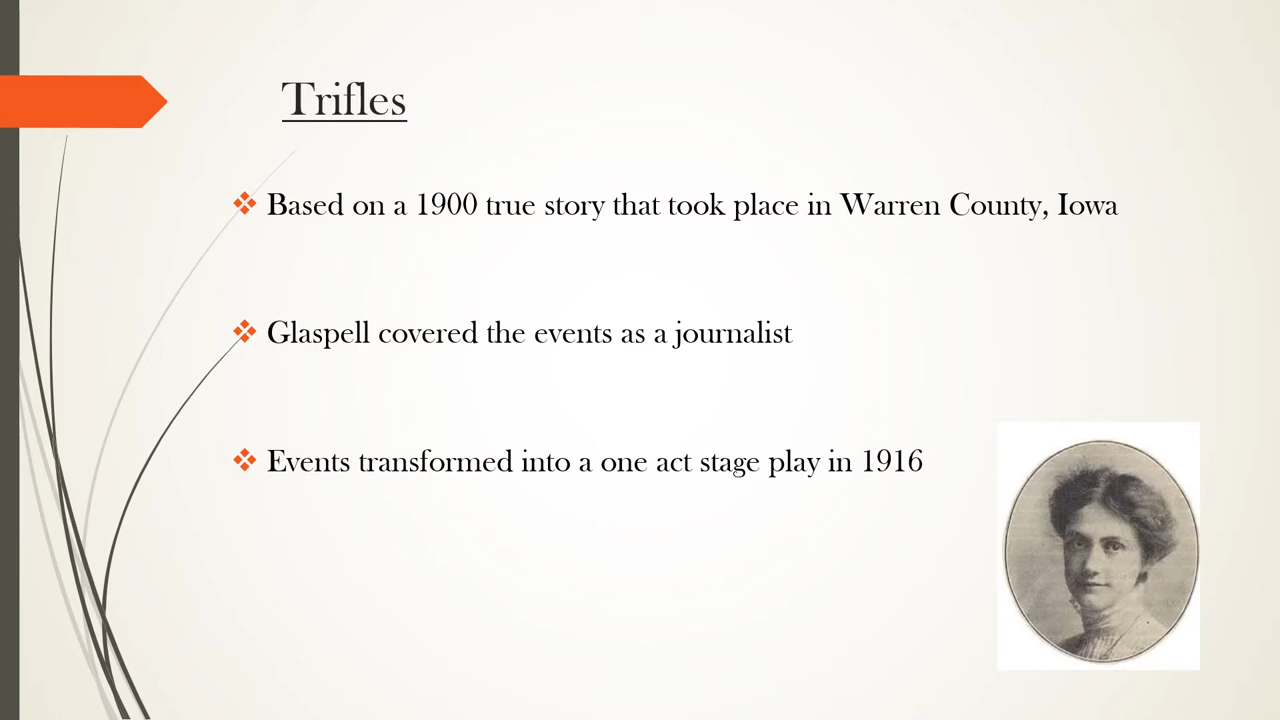 Trifles
Based on a 1900 true story that took place in Warren County, Iowa
Glaspell covered the events as a journalist
Events transformed into a one act stage play in 1916